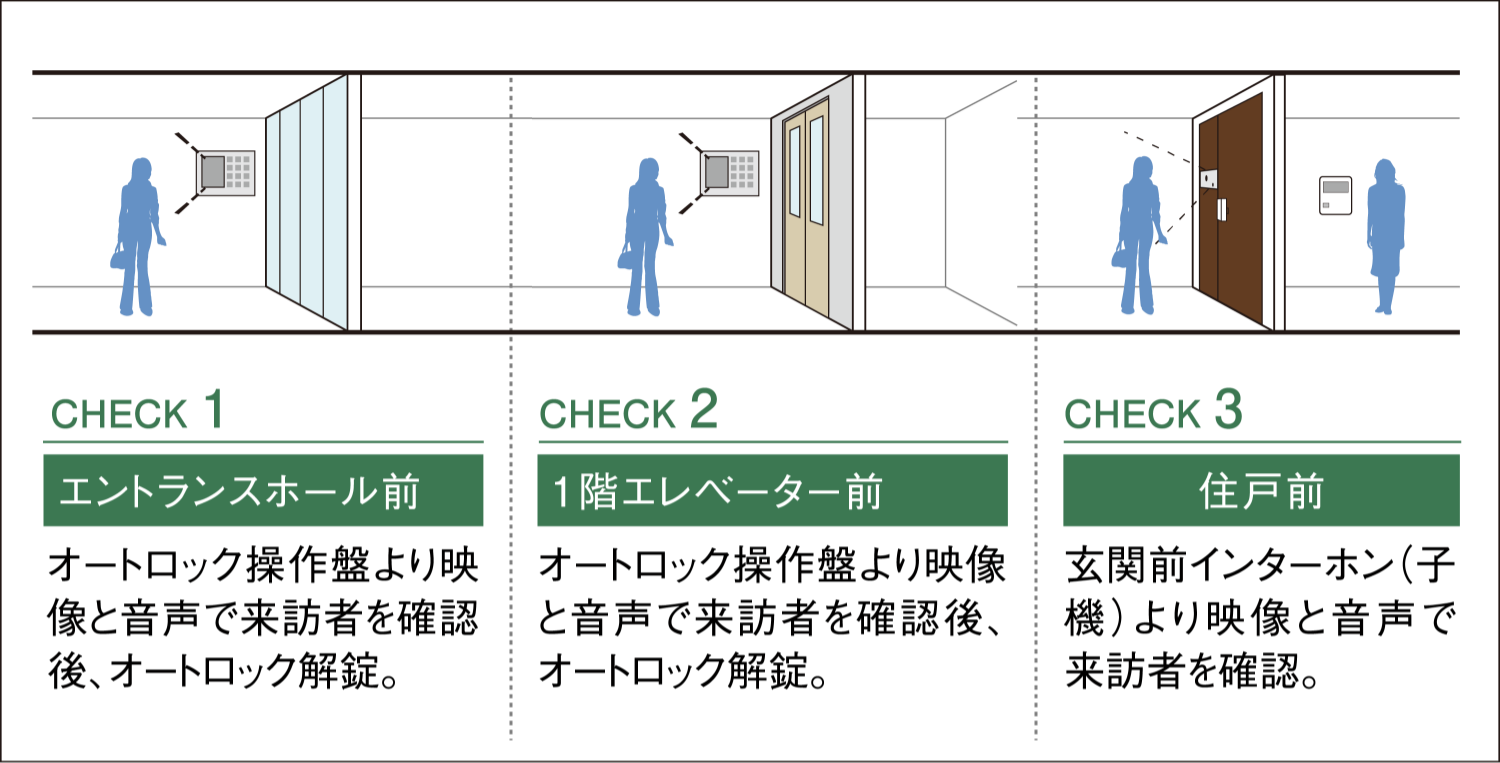 CHECK 1
エントランスホール前
オートロック操作盤より映
像と音声で来訪者を確認
後、オートロック解錠。
CHECK 2
1階エレベーター前
オートロック操作盤より映像
と音声で来訪者を確認後、
オートロック解錠。
CHECK 3
住戸前
玄関前インターホン(子
機)より映像と音声で
来訪者を確認。